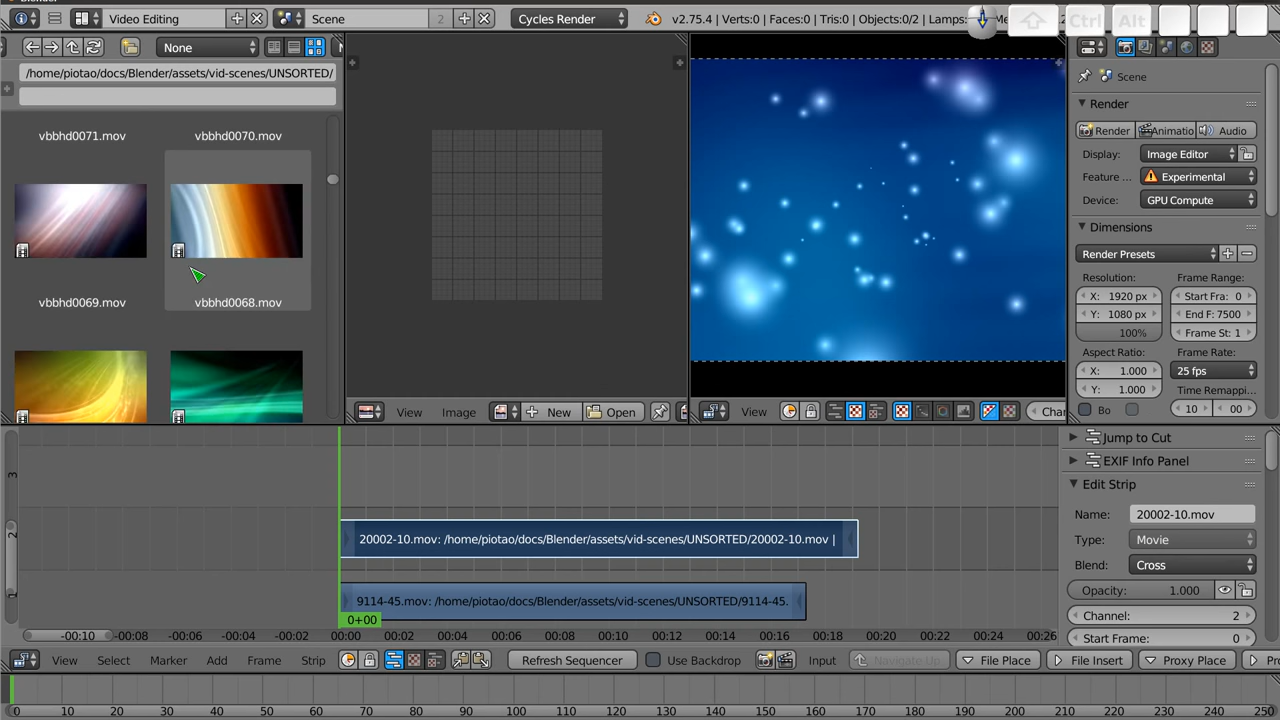 Blender
Video Editing
Scene
2
Cycles Render
v2.75.4 | Verts:0 | Faces:0 | Tris:0 | Objects:0/2 | Lamps:
Ctrl
Alt
None
/home/piotao/docs/Blender/assets/vid-scenes/UNSORTED/
vbbhd0071.mov
vbbhd0070.mov
vbbhd0069.mov
vbbhd0068.mov
View
Image
New
Open
View
Char
Scene
Render
Render
Animatio
Audio
Display:
Image Editor
Feature ...
Experimental
Device:
GPU Compute
Dimensions
Render Presets
Resolution:
Frame Range:
X: 1920 px
Start Fra: 0
Y: 1080 px
End F: 7500
100%
Frame St: 1
Aspect Ratio:
Frame Rate:
X: 1.000
25 fps
Y: 1.000
Time Remappi...
Bo
10
00
3
2
1
20002-10.mov: /home/piotao/docs/Blender/assets/vid-scenes/UNSORTED/20002-10.mov |
9114-45.mov: /home/piotao/docs/Blender/assets/vid-scenes/UNSORTED/9114-45.
0+00
-00:10 -00:08 -00:06 -00:04 -00:02 00:00 00:02 00:04 00:06 00:08 00:10 00:12 00:14 00:16 00:18 00:20 00:22 00:24 00:26
Jump to Cut
EXIF Info Panel
Edit Strip
Name:
20002-10.mov
Type:
Movie
Blend:
Cross
Opacity: 1.000
Channel: 2
Start Frame: 0
View
Select
Marker
Add
Frame
Strip
Refresh Sequencer
Use Backdrop
Input
Navigate Up
File Place
File Insert
Proxy Place
Pro
0 10 20 30 40 50 60 70 80 90 100 110 120 130 140 150 160 170 180 190 200 210 220 230 240 250